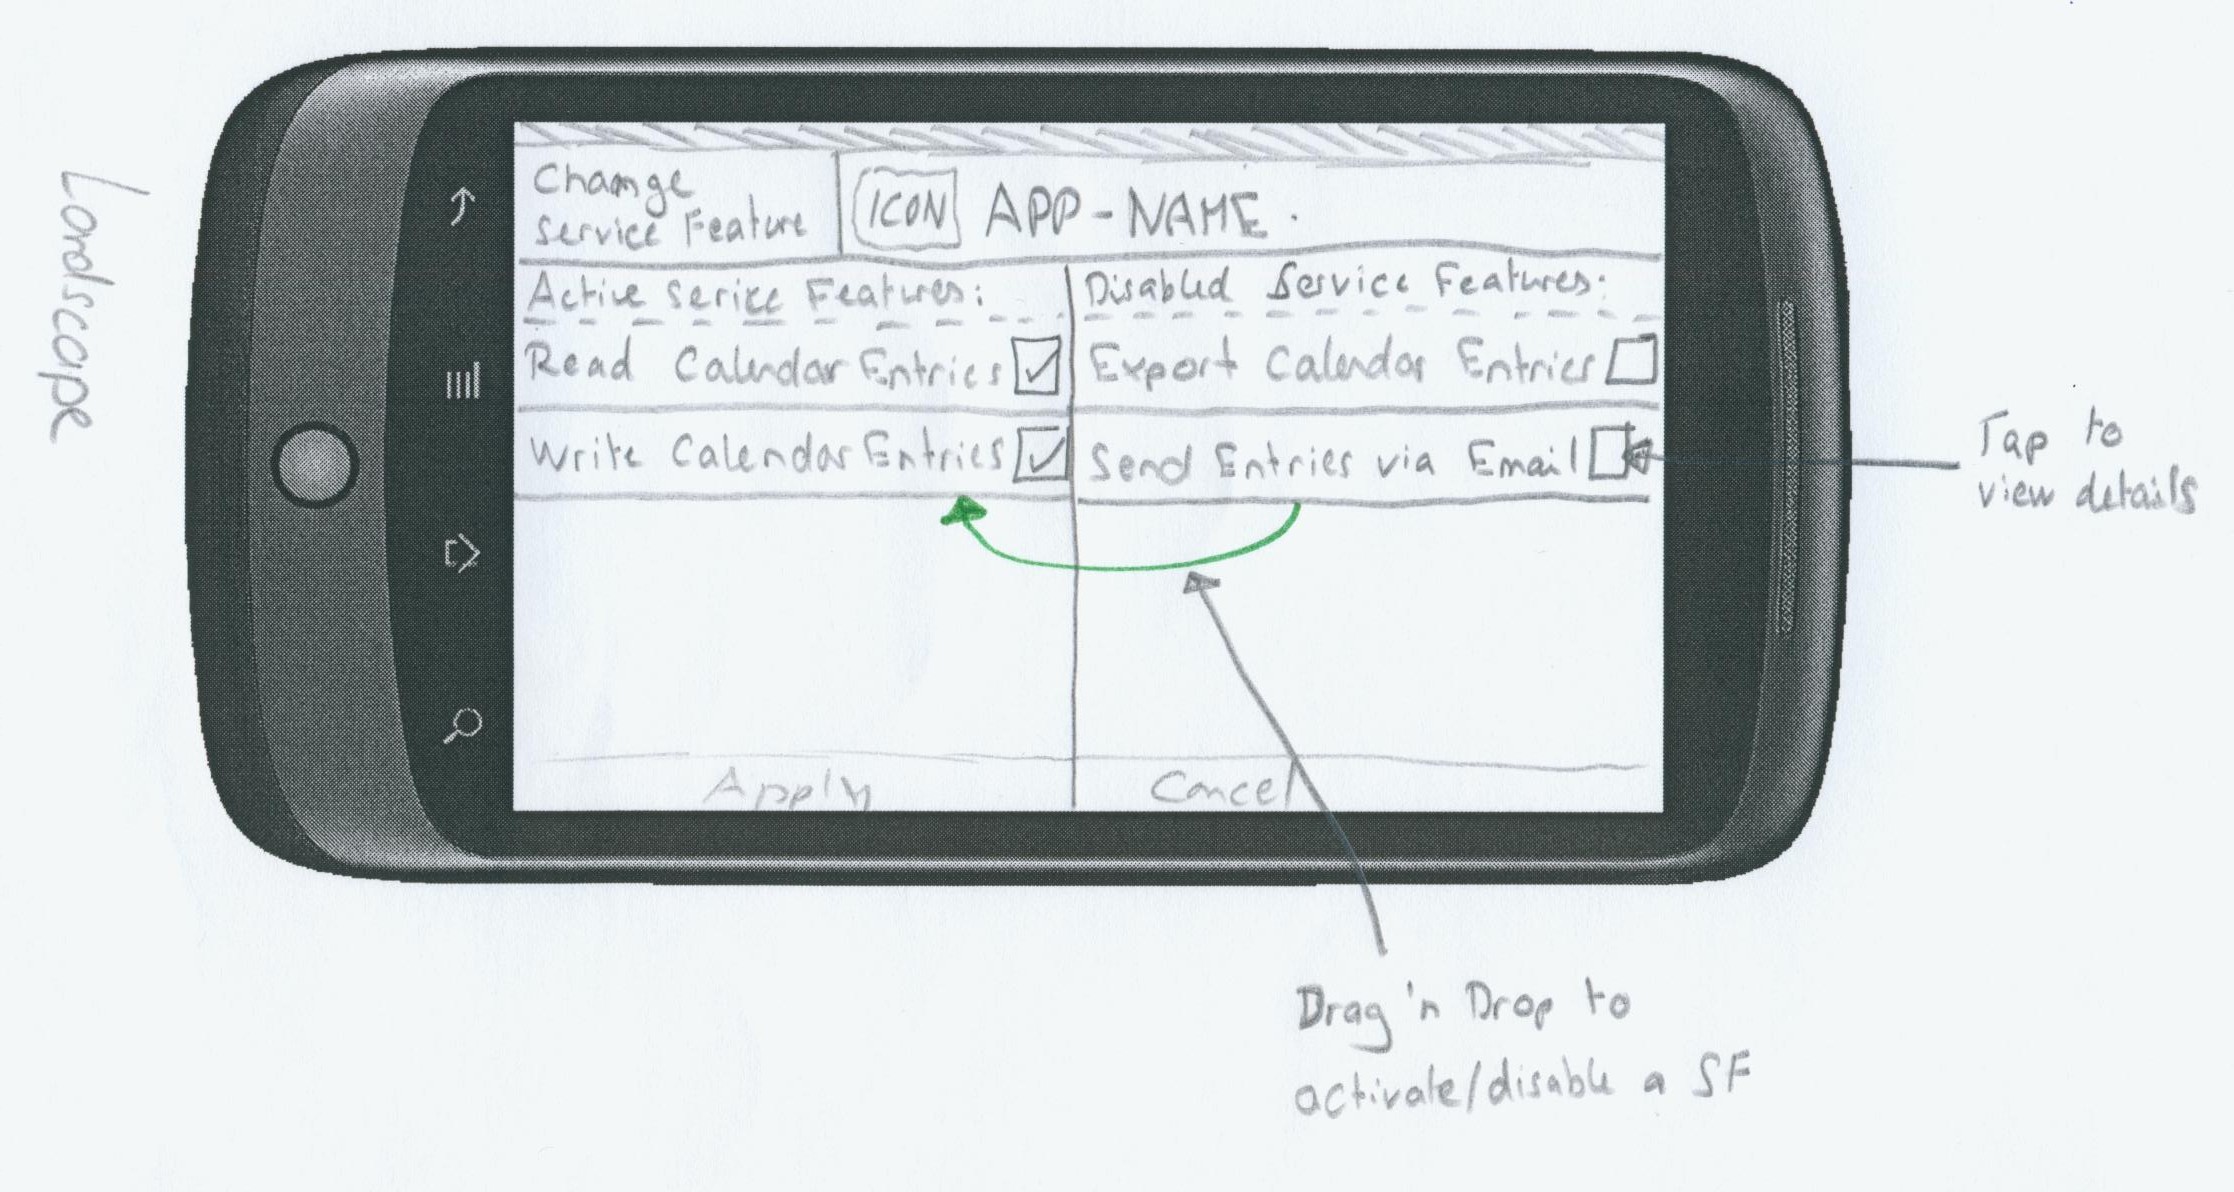 Landscape
Change
Service Feature
ICON APP-NAME.
Active Serice Features:
Read Calendar Entries
Write Calendar Entries
Disabled Service Features:
Export Calendar Entries
Send Entries via Email
Apply
Cancel
Tap to
view details
Drag 'n Drop to
activate/disable a SF